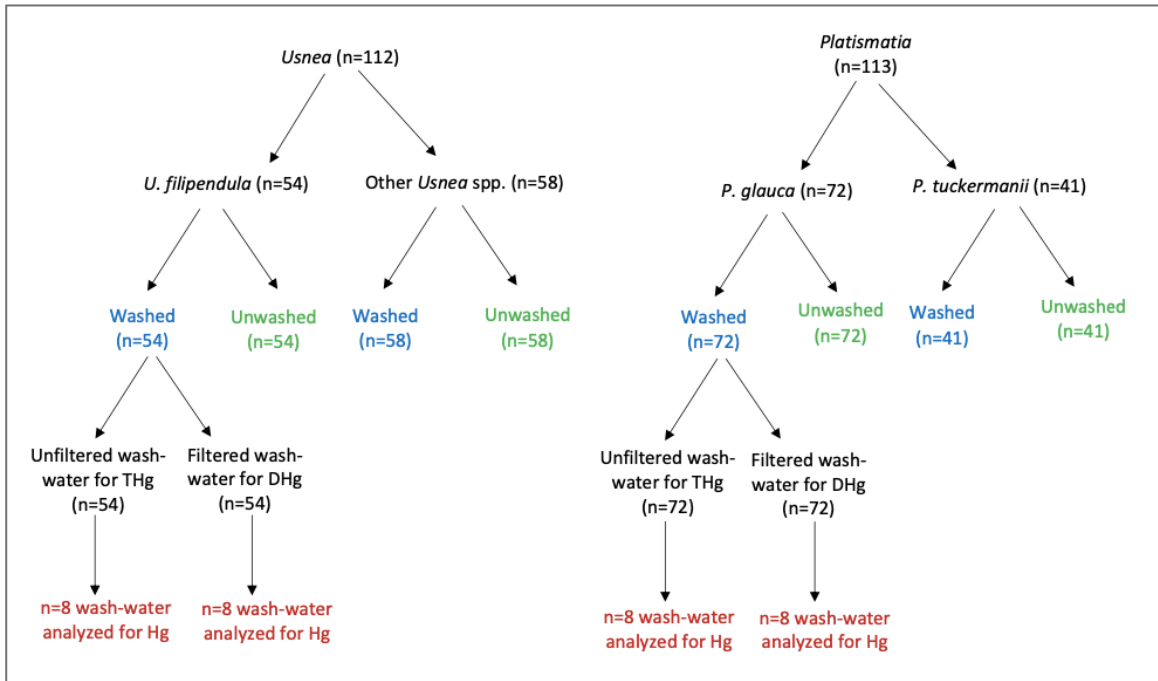 Usnea (n=112)
Platismatia
(n=113)
U. filipendula (n=54)
Other Usnea spp. (n=58)
P. glauca (n=72)
P. tuckermanii (n=41)
Washed
(n=54)
Unwashed
(n=54)
Washed
(n=58)
Unwashed
(n=58)
Washed
(n=72)
Unwashed
(n=72)
Washed
(n=41)
Unwashed
(n=41)
Unfiltered wash-
water for THg
(n=54)
Filtered wash-
water for DHg
(n=54)
Unfiltered wash-
water for THg
(n=72)
Filtered wash-
water for DHg
(n=72)
n=8 wash-water
analyzed for Hg
n=8 wash-water
analyzed for Hg
n=8 wash-water
analyzed for Hg
n=8 wash-water
analyzed for Hg